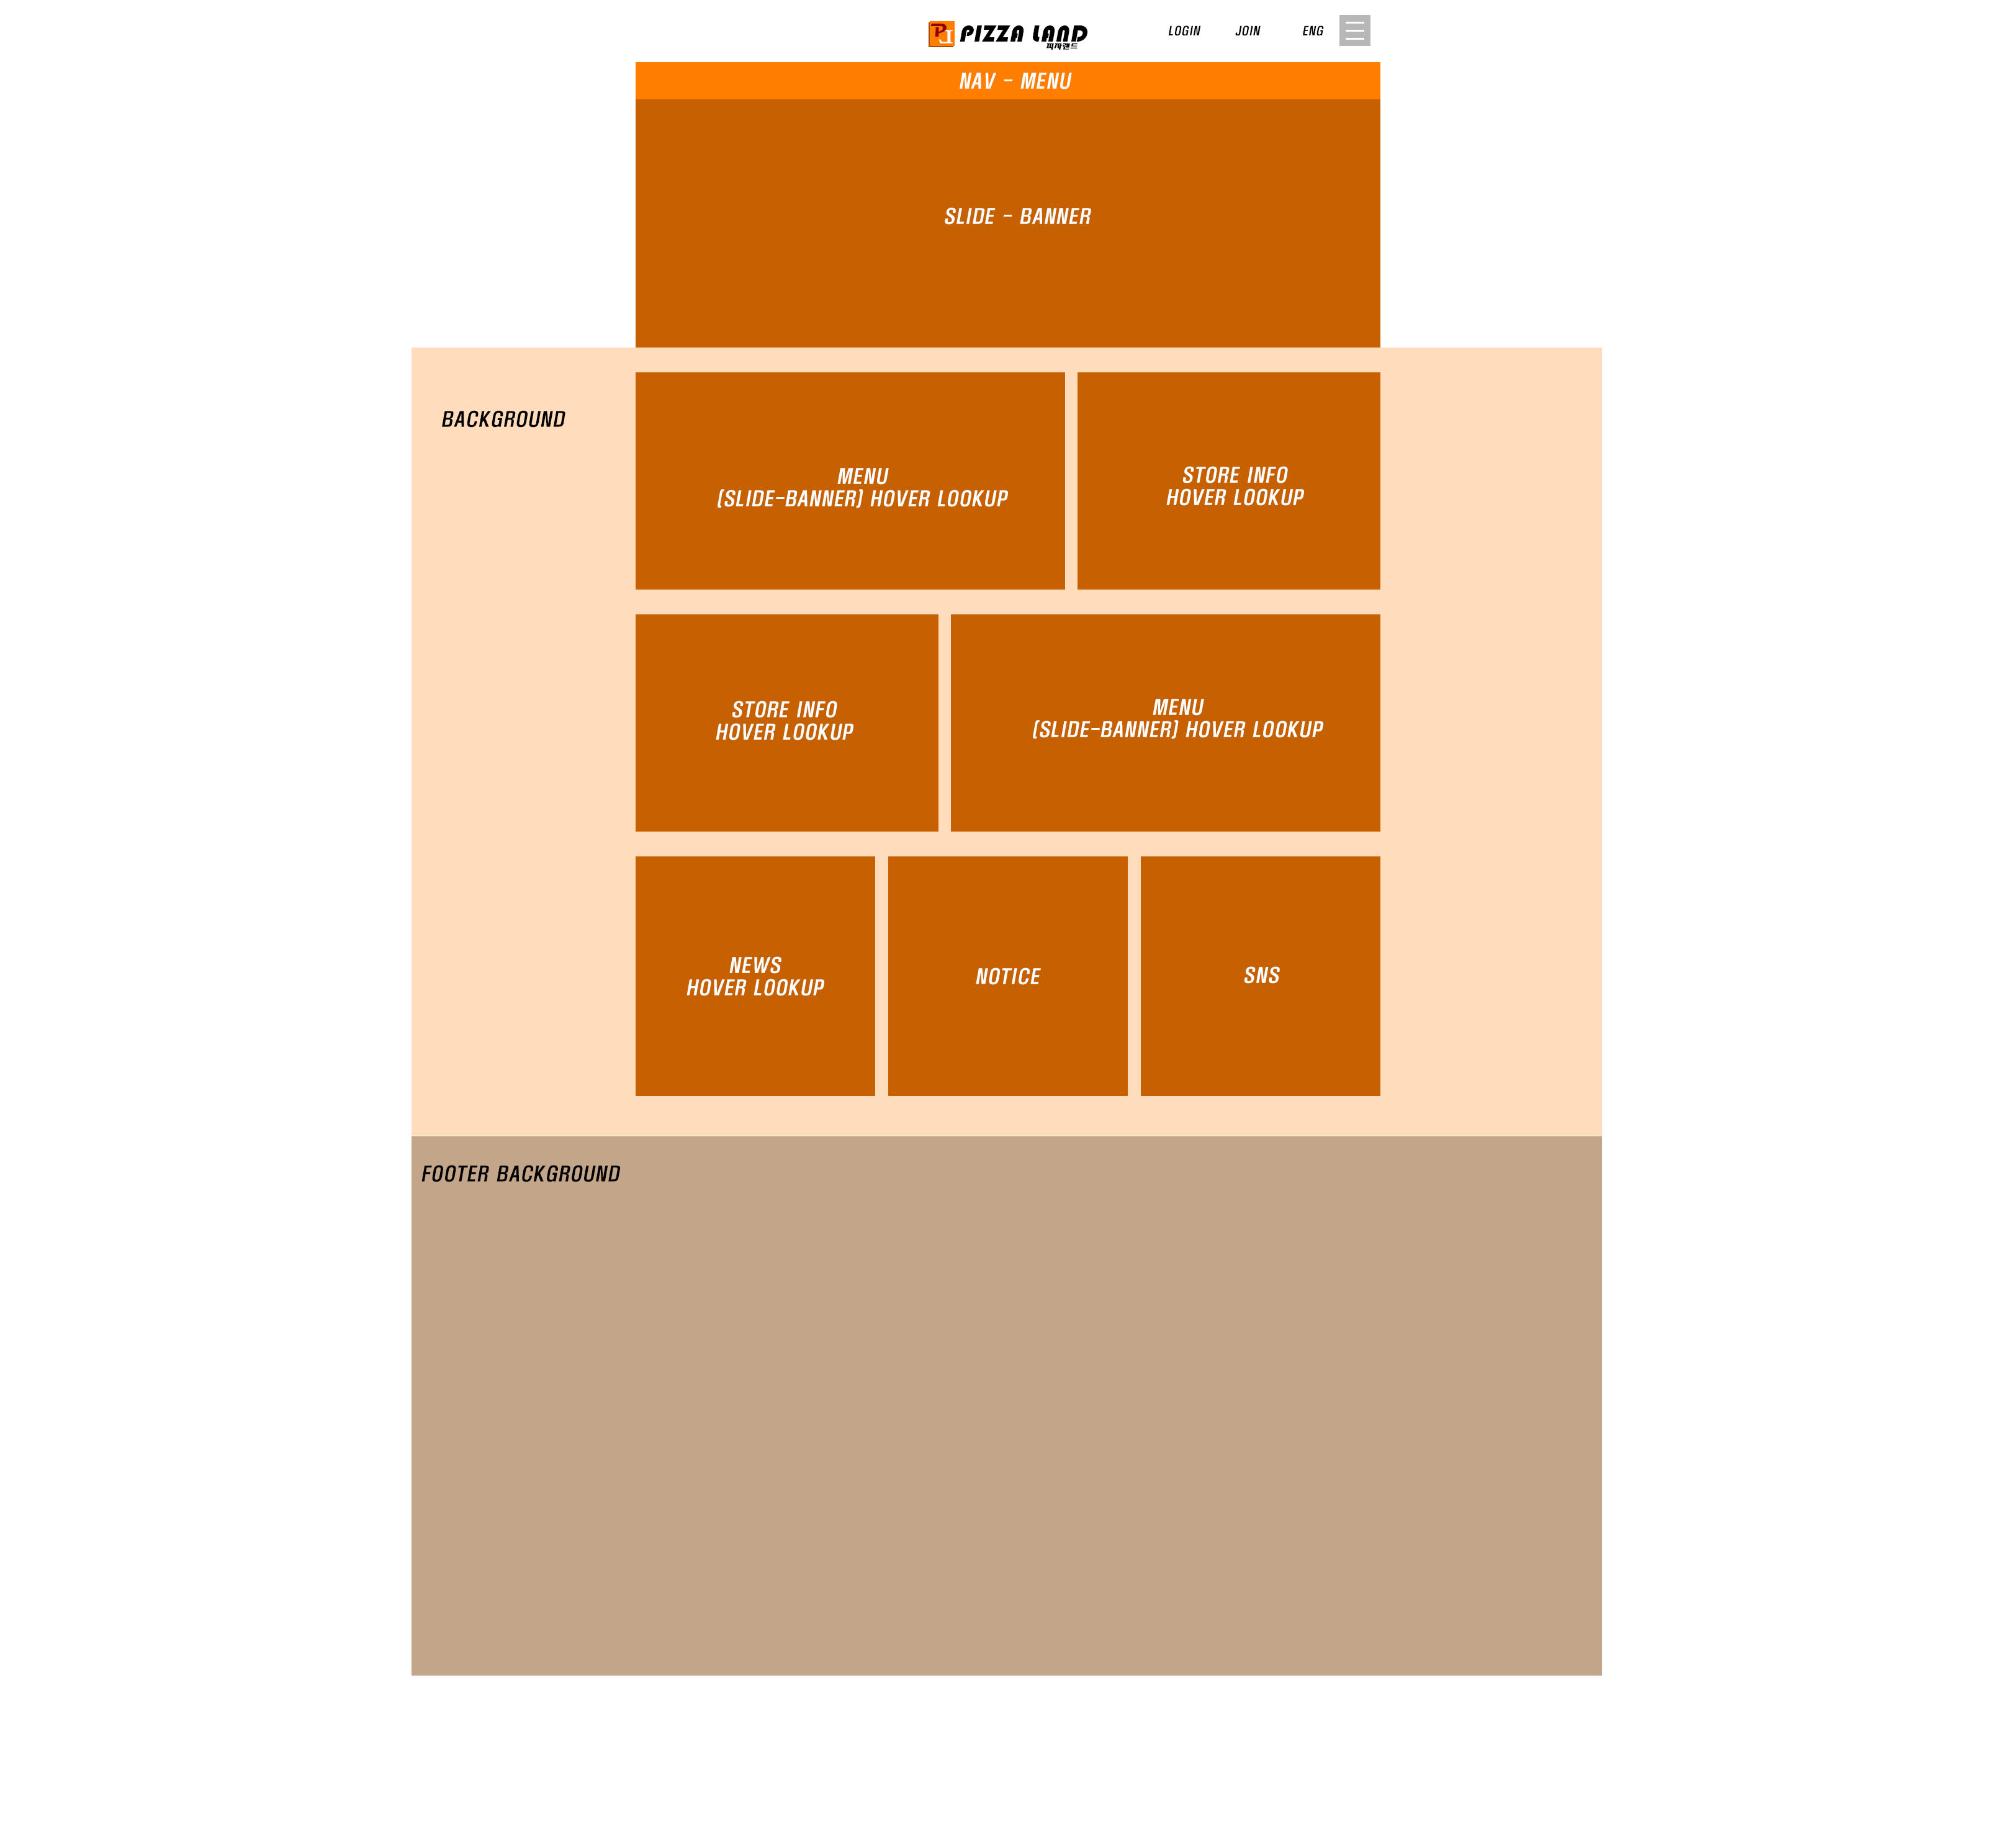 PL PIZZA LAND
피자랜드
LOGIN JOIN ENG
NAV - MENU
SLIDE - BANNER
BACKGROUND
MENU
(SLIDE-BANNER) HOVER LOOKUP
STORE INFO
HOVER LOOKUP
STORE INFO
HOVER LOOKUP
MENU
(SLIDE-BANNER) HOVER LOOKUP
NEWS
HOVER LOOKUP
NOTICE
SNS
FOOTER BACKGROUND